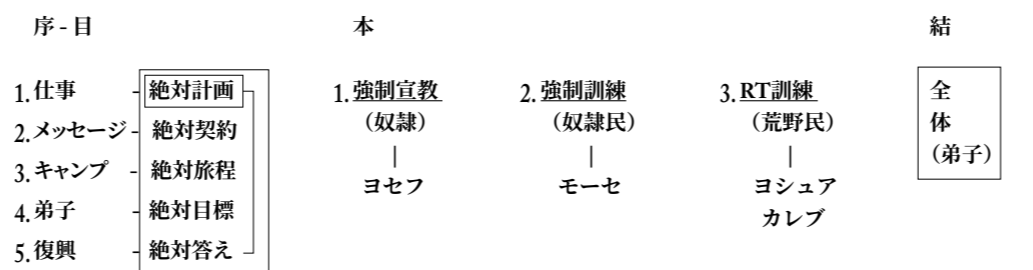 序-目
1.仕事 - 絶対計画
2.メッセージ- 絶対契約
3.キャンプ - 絶対旅程
4.弟子 - 絶対目標
5.復興 - 絶対答え
本
1.強制宣教
（奴隷）
|
ヨセフ
2.強制訓練
（奴隷民）
|
モーセ
3.RT訓練
（荒野民）
|
ヨシュア
カレブ
結
全
体
（弟子）